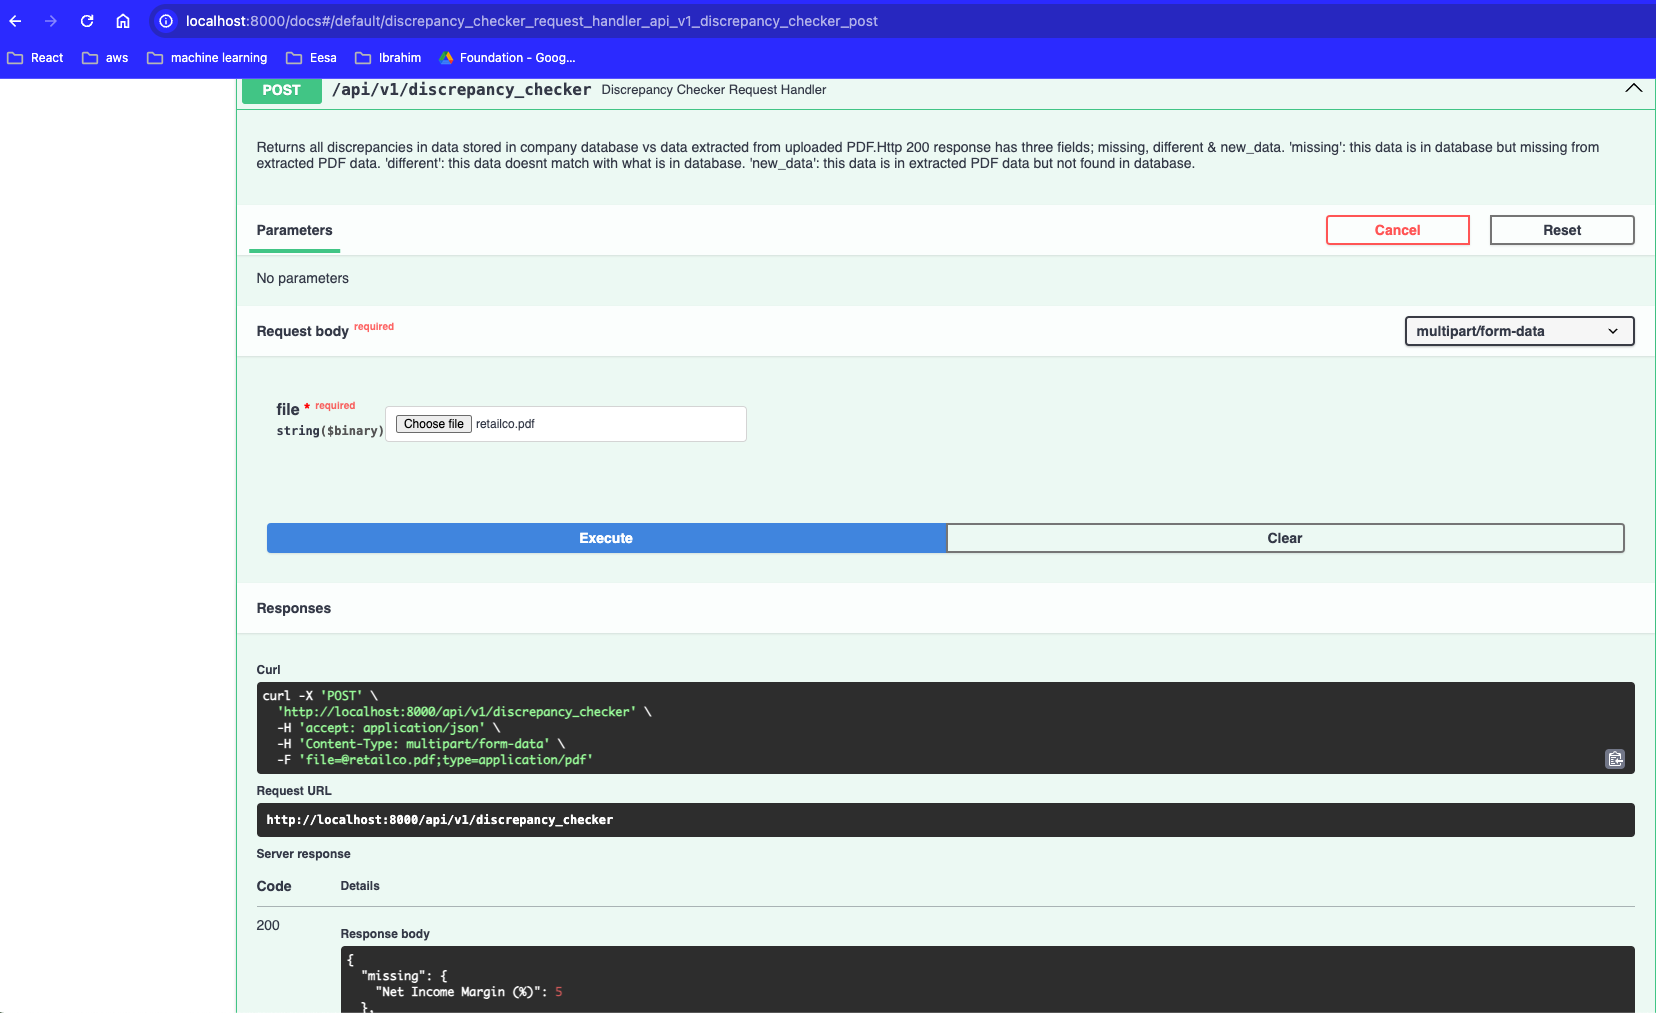 localhost:8000/docs#/default/discrepancy_checker_request_handler_api_v1_discrepancy_checker_post
React aws machine learning Eesa Ibrahim Foundation - Goog...
POST /api/v1/discrepancy_checker Discrepancy Checker Request Handler
Returns all discrepancies in data stored in company database vs data extracted from uploaded PDF.Http 200 response has three fields; missing, different & new_data. 'missing': this data is in database but missing from
extracted PDF data. 'different': this data doesnt match with what is in database. 'new_data': this data is in extracted PDF data but not found in database.
Parameters Cancel Reset
No parameters
Request body required multipart/form-data
file * required
string($binary) Choose file retailco.pdf
Execute Clear
Responses
Curl
curl -X 'POST' \
'http://localhost:8000/api/v1/discrepancy_checker' \
-H 'accept: application/json' \
-H 'Content-Type: multipart/form-data' \
-F 'file=@retailco.pdf;type=application/pdf'
Request URL
http://localhost:8000/api/v1/discrepancy_checker
Server response
Code Details
200
Response body
{
"missing": {
"Net Income Margin (%)": 5
},